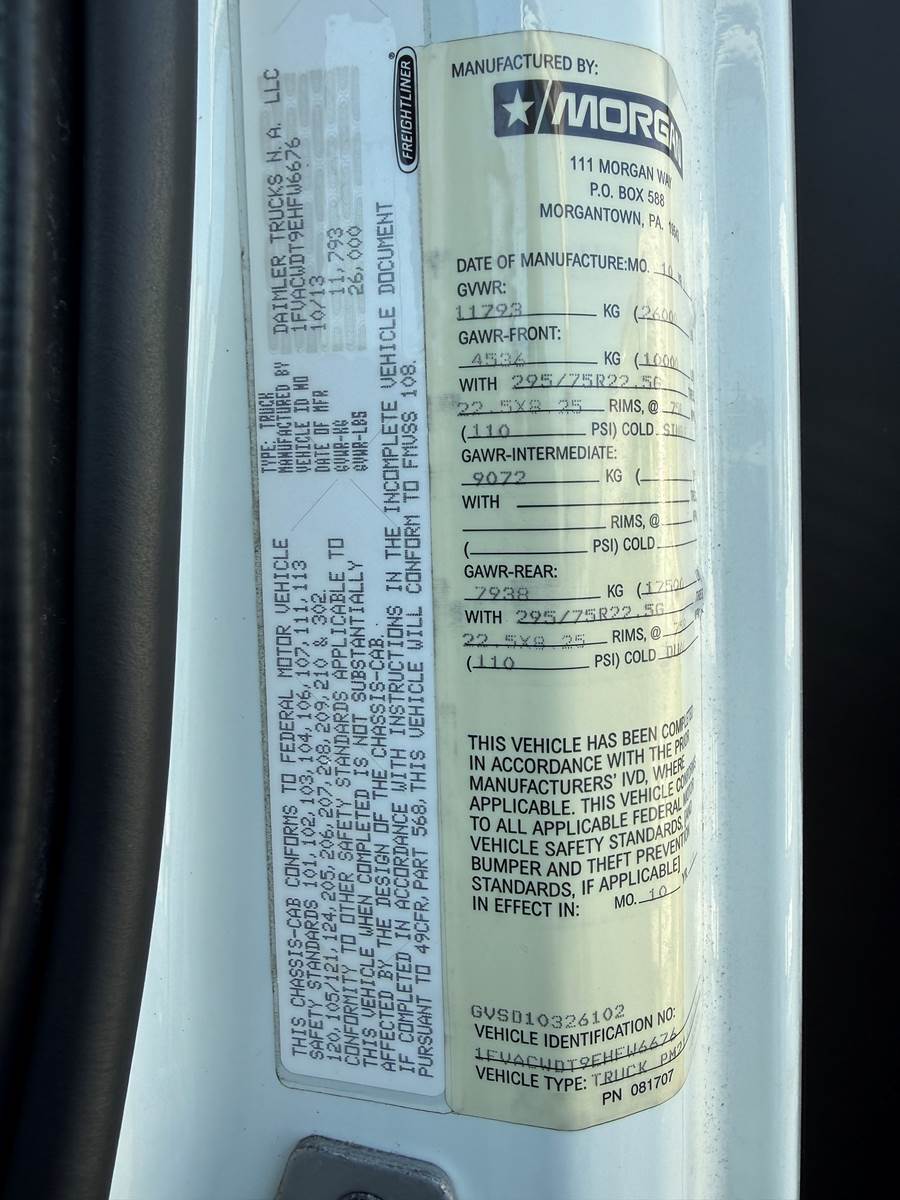 TYPE: TRUCK
MANUFACTURED BY DAIMLER TRUCKS N.A. LLC
VEHICLE ID NO 1FVACWDT9EHFW6676
DATE OF MFR 10/13
GVWR-KG 11,793
GVWR-LBS 26,000
FREIGHTLINER®
THIS CHASSIS-CAB CONFORMS TO FEDERAL MOTOR VEHICLE
SAFETY STANDARDS 101, 102, 103, 104, 106, 107, 111, 113
120, 105/121, 124, 205, 206, 207, 208, 209, 210 & 302.
CONFORMITY TO OTHER SAFETY STANDARDS APPLICABLE TO
THIS VEHICLE WHEN COMPLETED IS NOT SUBSTANTIALLY
AFFECTED BY THE DESIGN OF THE CHASSIS-CAB.
IF COMPLETED IN ACCORDANCE WITH INSTRUCTIONS IN THE INCOMPLETE VEHICLE DOCUMENT
PURSUANT TO 49CFR, PART 568, THIS VEHICLE WILL CONFORM TO FMVSS 108.
MANUFACTURED BY:
MORGAN
111 MORGAN WAY
P.O. BOX 588
MORGANTOWN, PA.
DATE OF MANUFACTURE: MO. 10
GVWR:
11793 KG (26000
GAWR-FRONT:
4536 KG (10000
WITH 295/75R22.5G
22.5X8.25 RIMS, @
(110 PSI) COLD
GAWR-INTERMEDIATE:
9072 KG (
WITH
RIMS, @
( PSI) COLD
GAWR-REAR:
7938 KG (17500
WITH 295/75R22.5G
22.5X8.25 RIMS, @
(110 PSI) COLD
THIS VEHICLE HAS BEEN COMPLETED
IN ACCORDANCE WITH THE PRIOR
MANUFACTURERS' IVD, WHERE
APPLICABLE. THIS VEHICLE CONFORMS
TO ALL APPLICABLE FEDERAL MOTOR
VEHICLE SAFETY STANDARDS,
BUMPER AND THEFT PREVENTION
STANDARDS, IF APPLICABLE]
IN EFFECT IN: MO. 10
GVSD10326102
VEHICLE IDENTIFICATION NO:
1FVACWDT9EHFW6676
VEHICLE TYPE: TRUCK
PN 081707